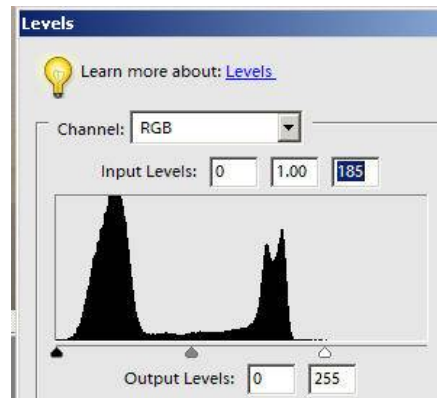 Levels
Learn more about: Levels
Channel: RGB
Input Levels: 0 1.00 185
Output Levels: 0 255